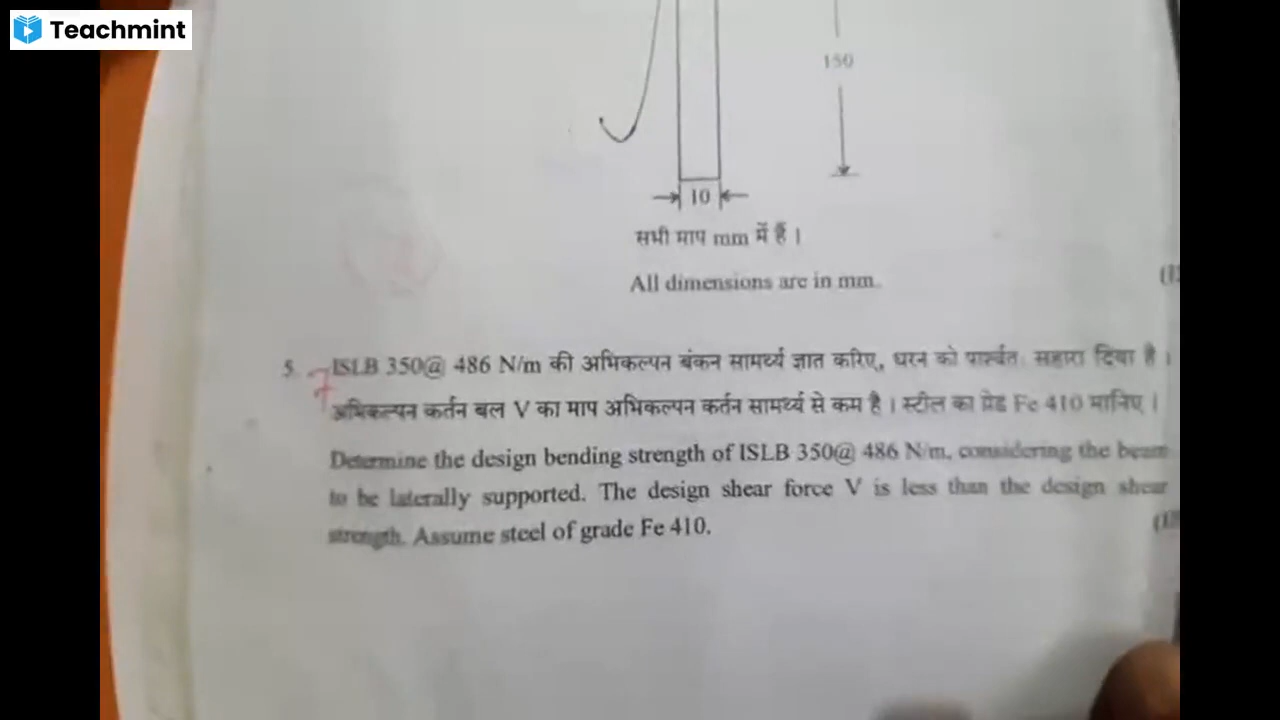 Teachmint
150
10
सभी माप mm में हैं ।
All dimensions are in mm.
5. ISLB 350@ 486 N/m की अभिकल्पन बंकन सामर्थ्य ज्ञात करिए, धरन को पार्श्वतः सहारा दिया है ।
अभिकल्पन कर्तन बल V का माप अभिकल्पन कर्तन सामर्थ्य से कम है । स्टील का ग्रेड Fe 410 मानिए ।
Determine the design bending strength of ISLB 350@ 486 N/m, considering the beam
to be laterally supported. The design shear force V is less than the design shear
strength. Assume steel of grade Fe 410.